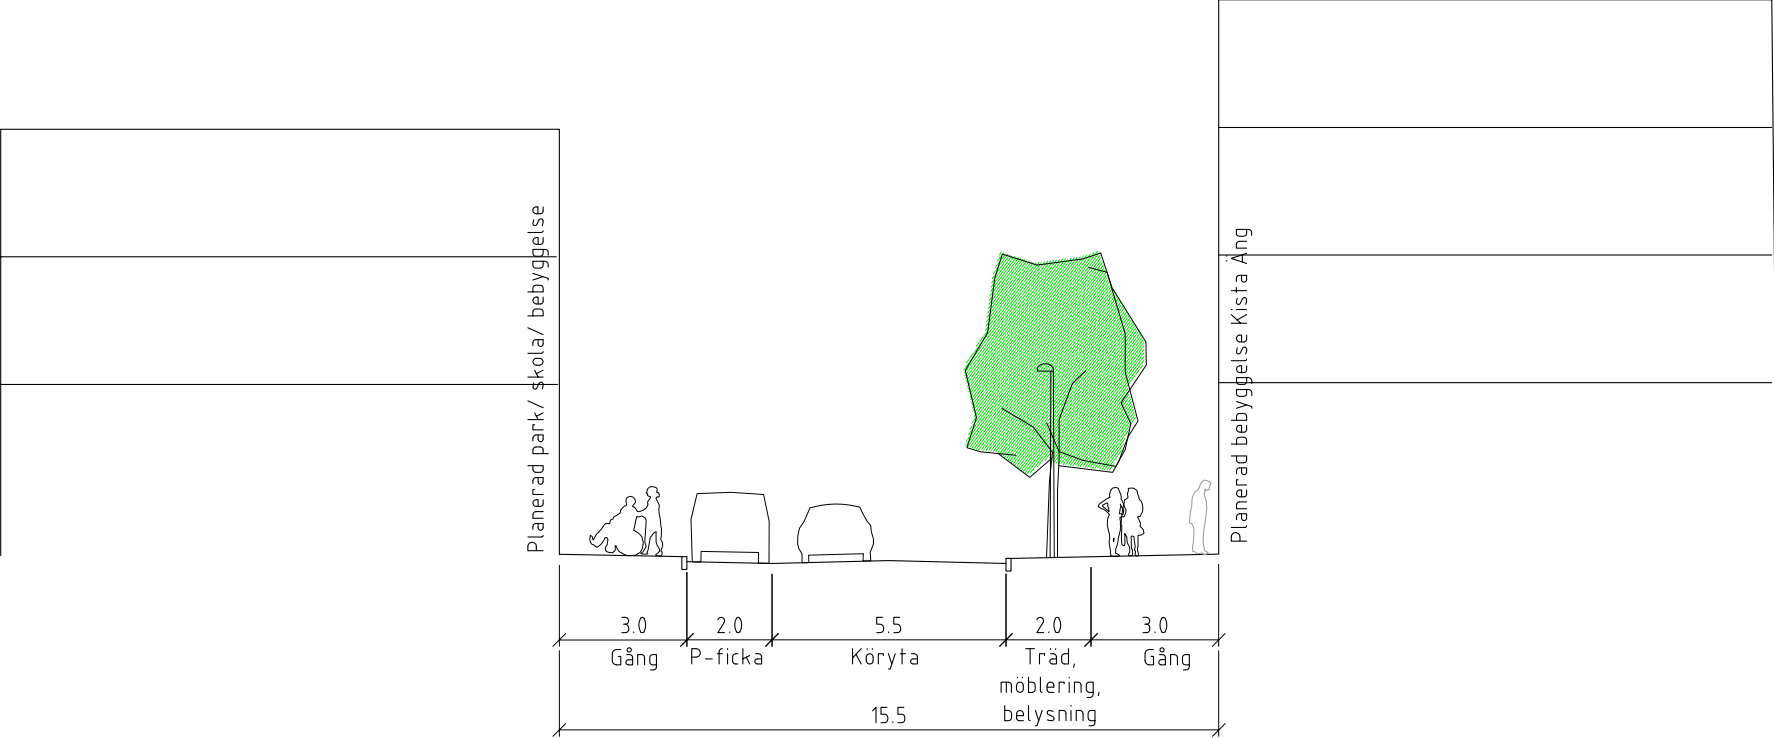 Planerad park/ skola/ bebyggelse
Planerad bebyggelse Kista Äng
3.0
2.0
5.5
2.0
3.0
Gång
P-ficka
Köryta
Träd,
möblering,
belysning
Gång
15.5